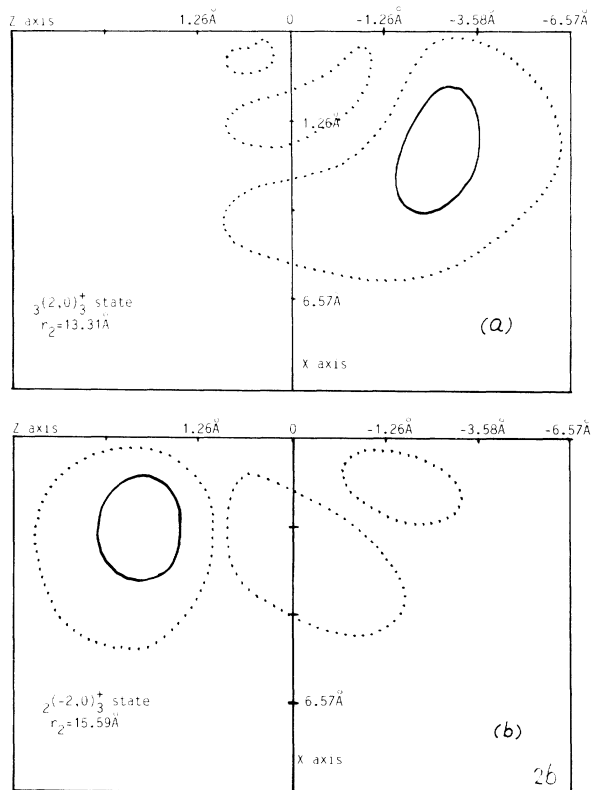 Z axis 1.26Å 0 -1.26Å -3.58Å -6.57Å
1.26Å
6.57Å
₃(2,0)₃⁺ state
r₂=13.31Å
(a)
X axis
Z axis 1.26Å 0 -1.26Å -3.58Å -6.57Å
6.57Å
₂(-2,0)₃⁺ state
r₂=15.59Å
(b)
X axis
26